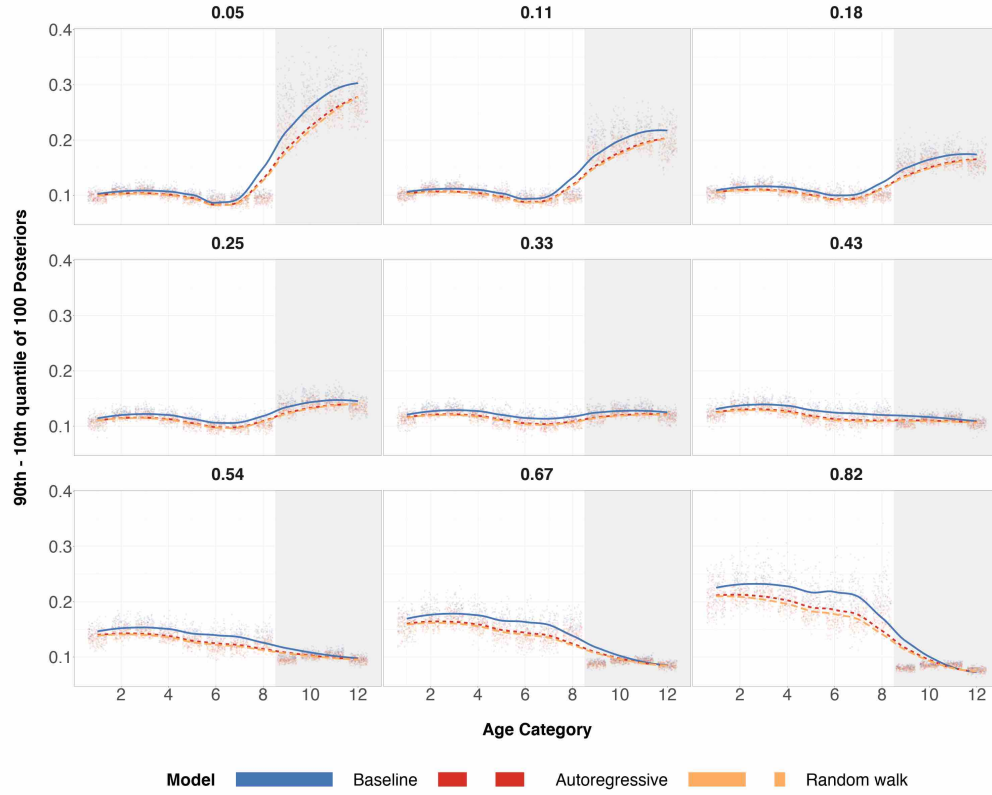 0.05 0.11 0.18
0.4
0.3
0.2
0.1
0.25 0.33 0.43
0.4
0.3
0.2
0.1
0.54 0.67 0.82
0.4
0.3
0.2
0.1
2 4 6 8 10 12 2 4 6 8 10 12 2 4 6 8 10 12
90th - 10th quantile of 100 Posteriors
Age Category
Model Baseline Autoregressive Random walk